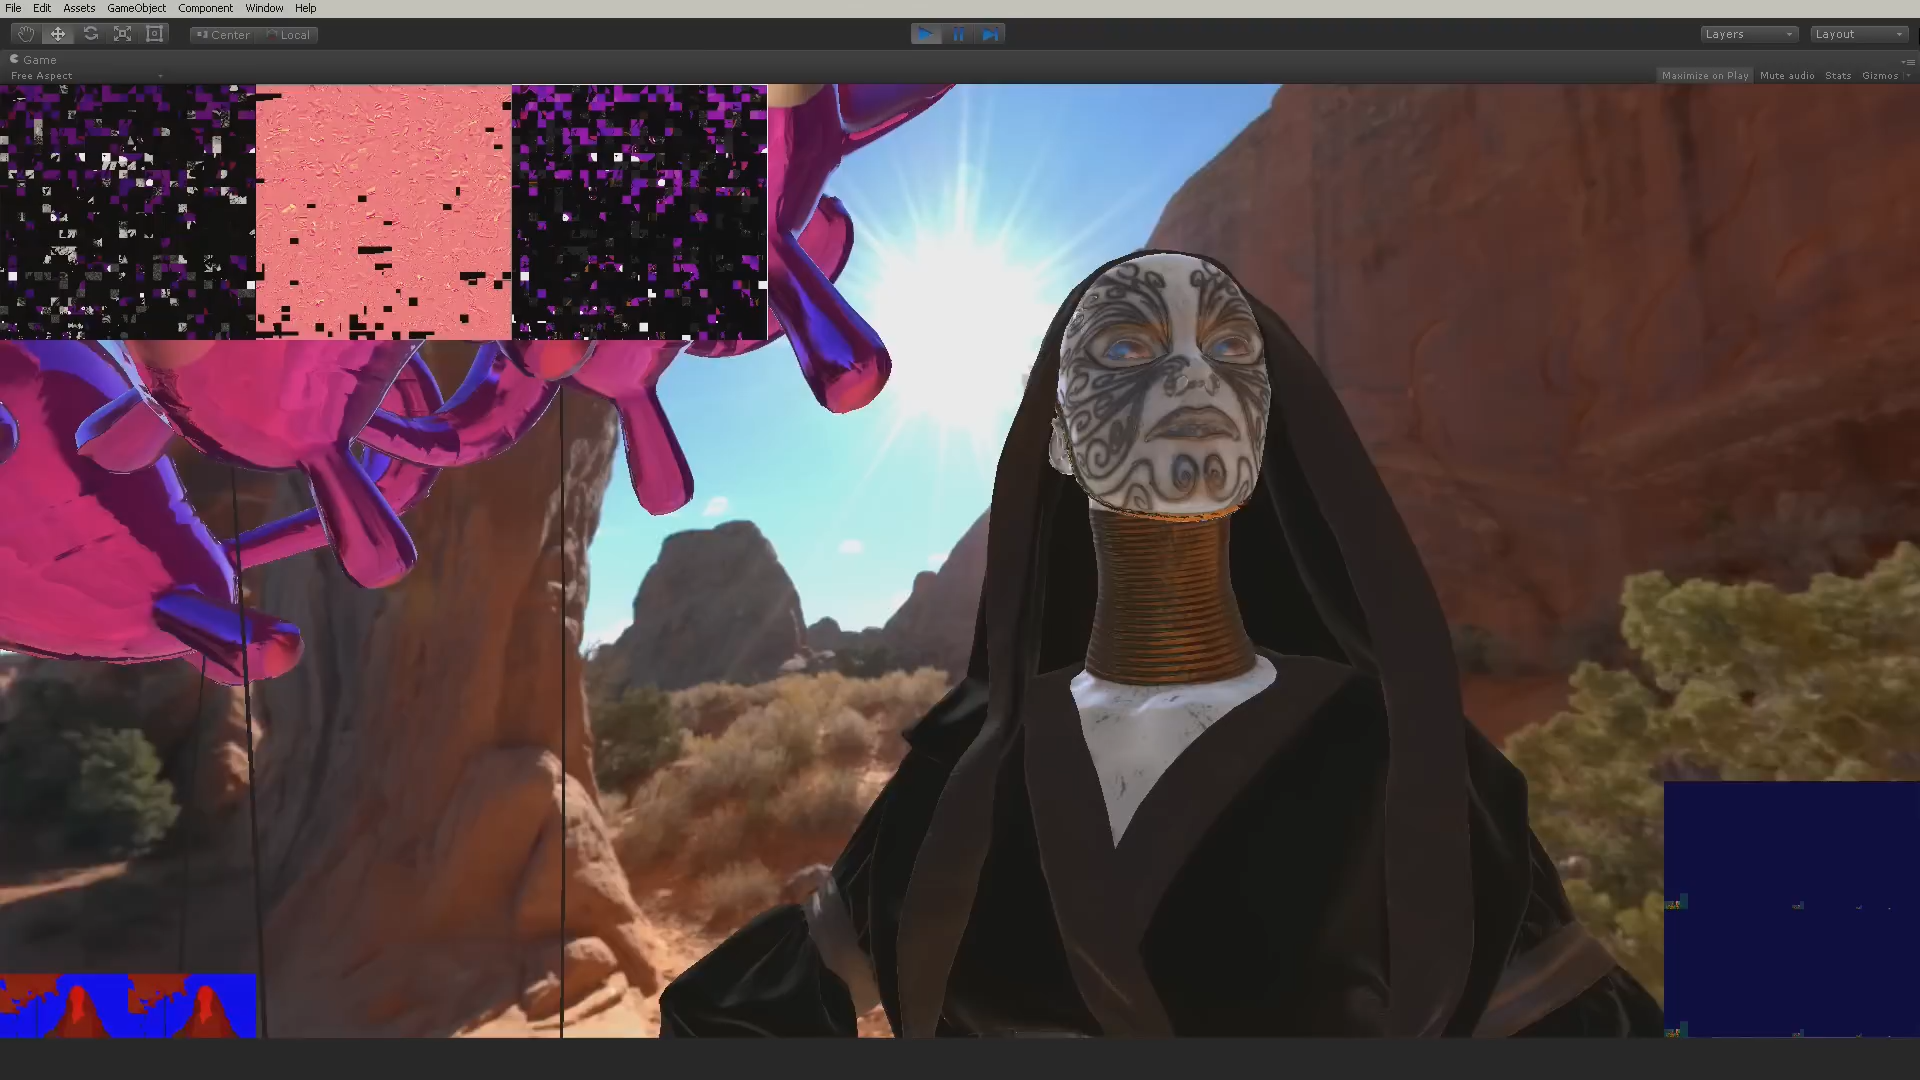 File Edit Assets GameObject Component Window Help
Center Local Layers Layout
Game
Free Aspect Maximize on Play Mute audio Stats Gizmos